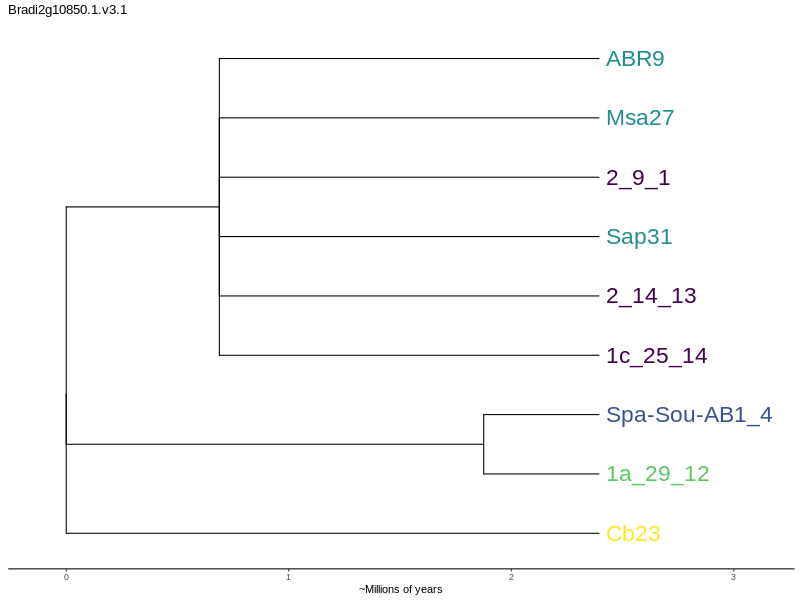 Bradi2g10850.1.v3.1
ABR9
Msa27
2_9_1
Sap31
2_14_13
1c_25_14
Spa-Sou-AB1_4
1a_29_12
Cb23
0 1 2 3
~Millions of years